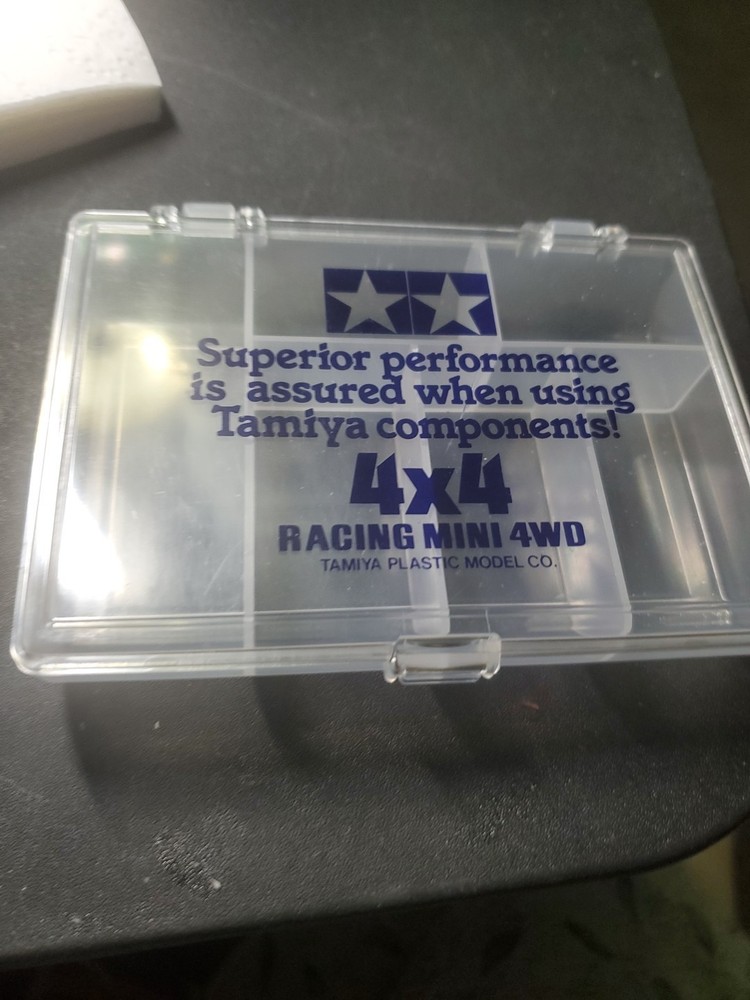 Superior performance
is assured when using
Tamiya components!
4x4
RACING MINI 4WD
TAMIYA PLASTIC MODEL CO.